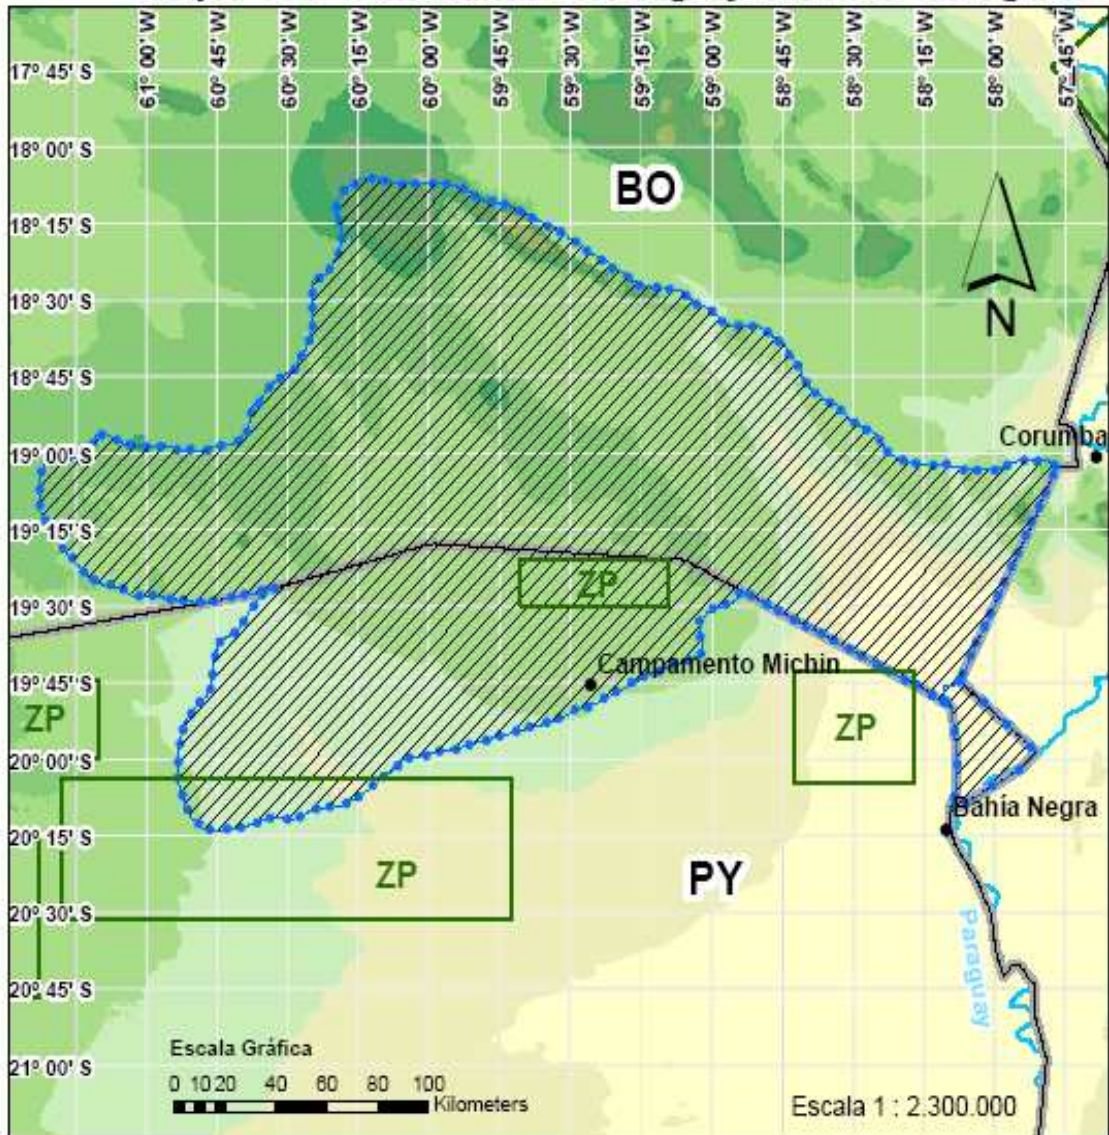 61° 00' W
60° 45' W
60° 30' W
60° 15' W
60° 00' W
59° 45' W
59° 30' W
59° 15' W
59° 00' W
58° 45' W
58° 30' W
58° 15' W
58° 00' W
57° 45' W
17° 45' S
18° 00' S
18° 15' S
18° 30' S
18° 45' S
19° 00' S
19° 15' S
19° 30' S
19° 45' S
20° 00' S
20° 15' S
20° 30' S
20° 45' S
21° 00' S
BO
N
Corumba
ZP
Campamento Michin
ZP
ZP
Bahía Negra
ZP
PY
Paraguay
Escala Gráfica
0 10 20 40 60 80 100
Kilometers
Escala 1 : 2.300.000